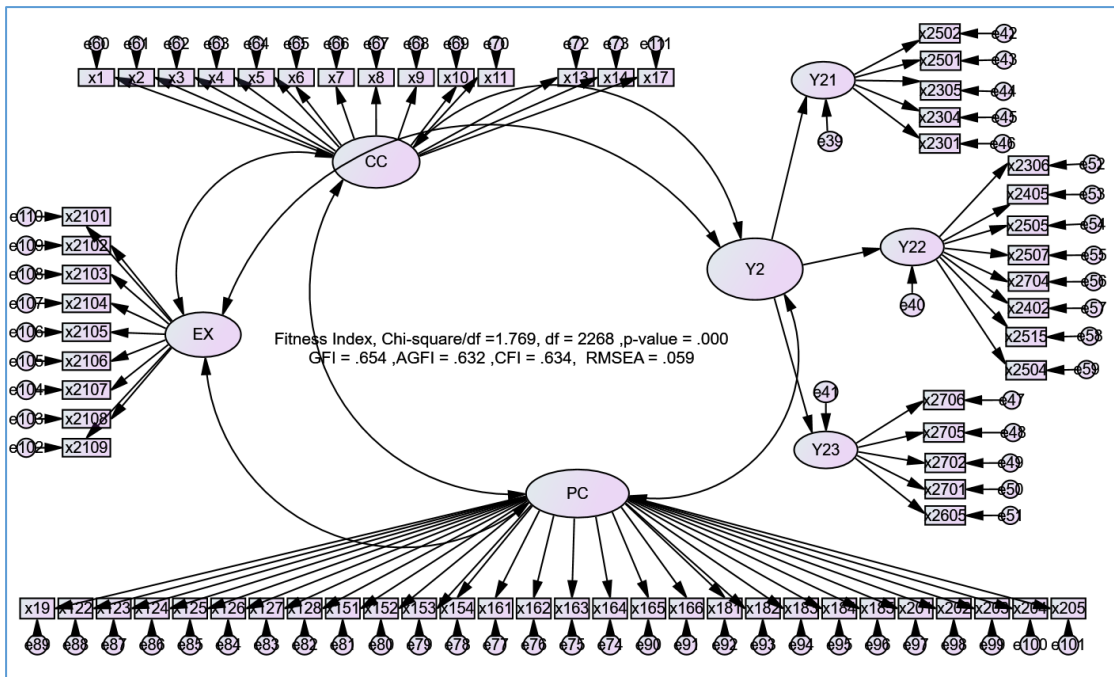 e60 e61 e62 e63 e64 e65 e66 e67 e68 e69 e70 e72 e73 e111
x1 x2 x3 x4 x5 x6 x7 x8 x9 x10 x11 x13 x14 x17
CC
x2502 e42
x2501 e43
x2305 e44
x2304 e45
x2301 e46
Y21
e39
x2306 e52
x2405 e53
x2505 e54
x2507 e55
x2704 e56
x2402 e57
x2515 e58
x2504 e59
Y22
e40
Y2
e110 x2101
e109 x2102
e108 x2103
e107 x2104
e106 x2105
e105 x2106
e104 x2107
e103 x2108
e102 x2109
EX
Fitness Index, Chi-square/df =1.769, df = 2268 ,p-value = .000
GFI = .654 ,AGFI = .632 ,CFI = .634, RMSEA = .059
e41
Y23
x2706 e47
x2705 e48
x2702 e49
x2701 e50
x2605 e51
PC
x19 x122 x123 x124 x125 x126 x127 x128 x151 x152 x153 x154 x161 x162 x163 x164 x165 x166 x181 x182 x183 x184 x185 x201 x202 x203 x204 x205
e89 e88 e87 e86 e85 e84 e83 e82 e81 e80 e79 e78 e77 e76 e75 e74 e90 e91 e92 e93 e94 e95 e96 e97 e98 e99 e100 e101